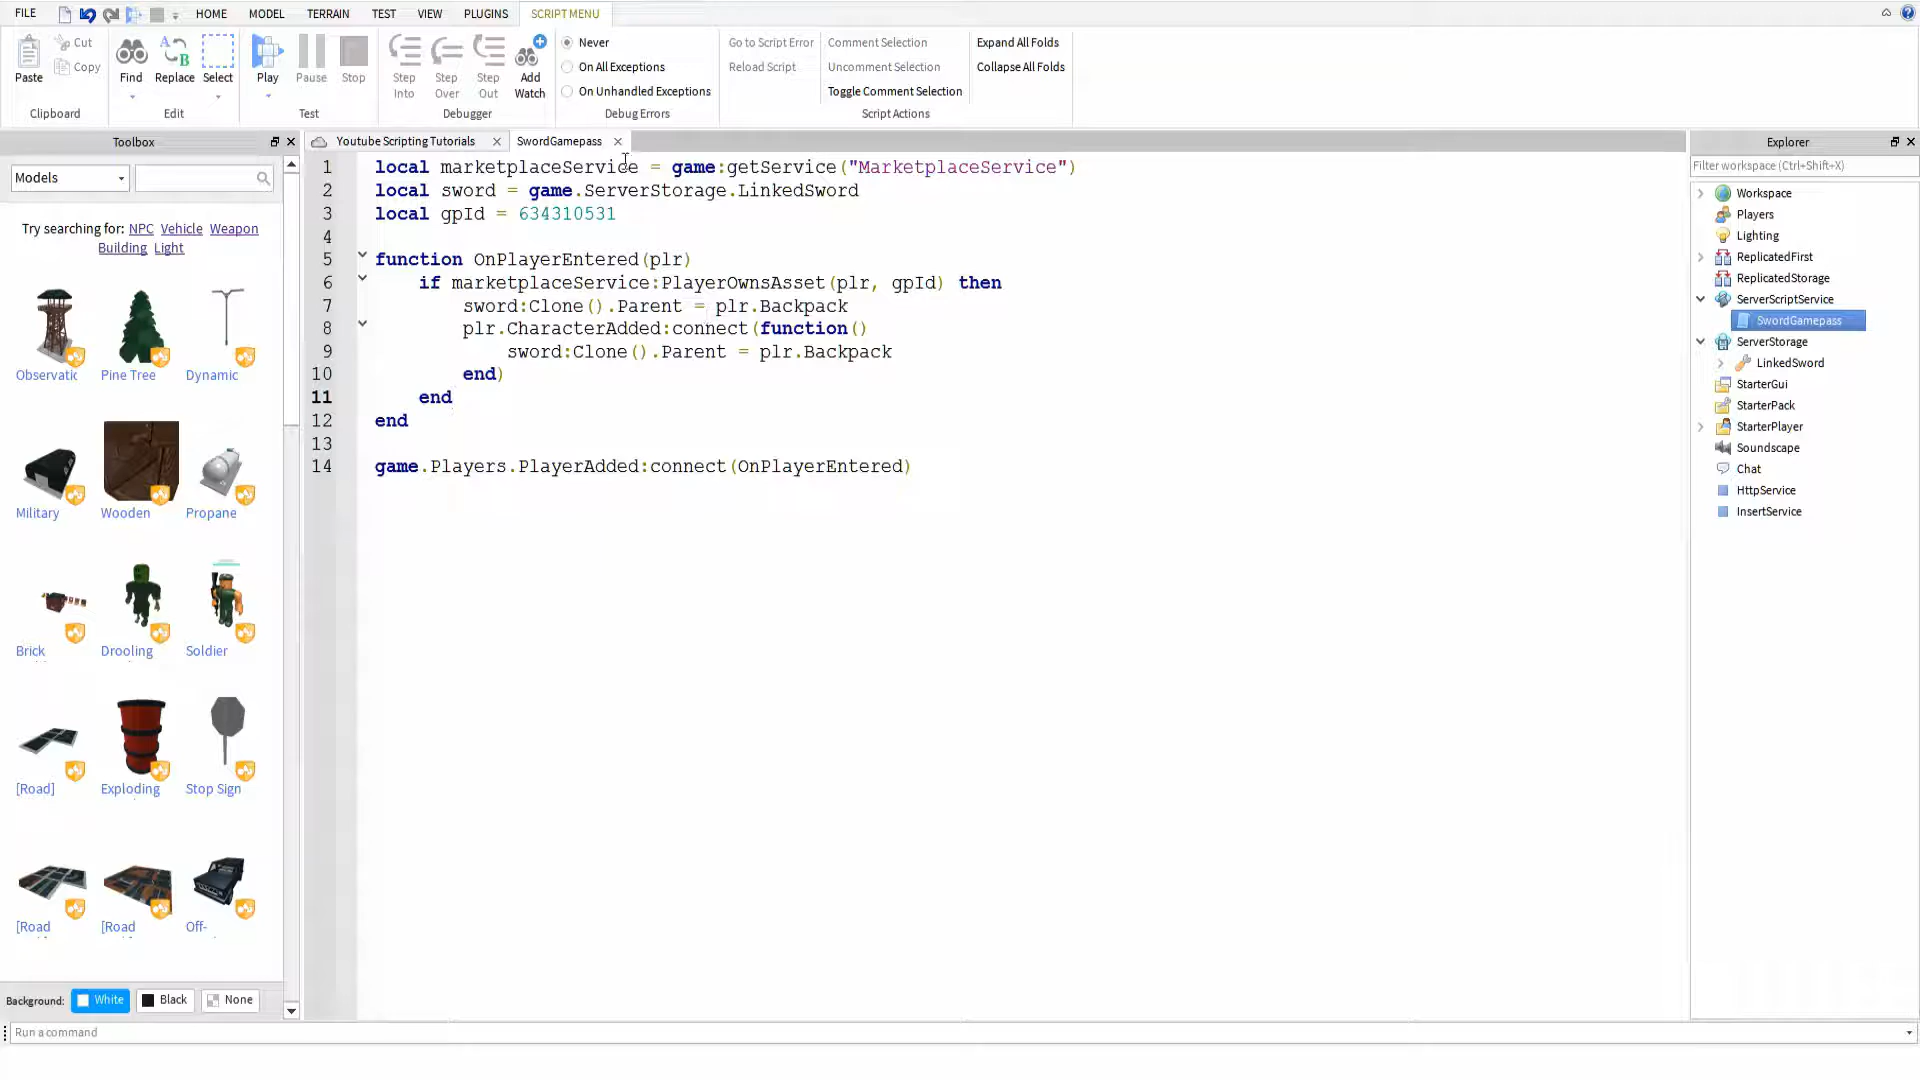 FILE HOME MODEL TERRAIN TEST VIEW PLUGINS SCRIPT MENU
Paste Cut Copy
Clipboard
Find Replace Select
Edit
Play Pause Stop
Test
Step Into Step Over Step Out Add Watch
Debugger
Never
On All Exceptions
On Unhandled Exceptions
Debug Errors
Go to Script Error
Reload Script
Comment Selection
Uncomment Selection
Toggle Comment Selection
Script Actions
Expand All Folds
Collapse All Folds
Toolbox
Models
Try searching for: NPC Vehicle Weapon
Building Light
Observatic Pine Tree Dynamic
Military Wooden Propane
Brick Drooling Soldier
[Road] Exploding Stop Sign
[Road [Road Off-
Background: White Black None
Youtube Scripting Tutorials SwordGamepass
1 local marketplaceService = game:getService("MarketplaceService")
2 local sword = game.ServerStorage.LinkedSword
3 local gpId = 634310531
4
5 function OnPlayerEntered(plr)
6 if marketplaceService:PlayerOwnsAsset(plr, gpId) then
7 sword:Clone().Parent = plr.Backpack
8 plr.CharacterAdded:connect(function()
9 sword:Clone().Parent = plr.Backpack
10 end)
11 end
12 end
13
14 game.Players.PlayerAdded:connect(OnPlayerEntered)
Explorer
Filter workspace (Ctrl+Shift+X)
Workspace
Players
Lighting
ReplicatedFirst
ReplicatedStorage
ServerScriptService
SwordGamepass
ServerStorage
LinkedSword
StarterGui
StarterPack
StarterPlayer
Soundscape
Chat
HttpService
InsertService
Run a command